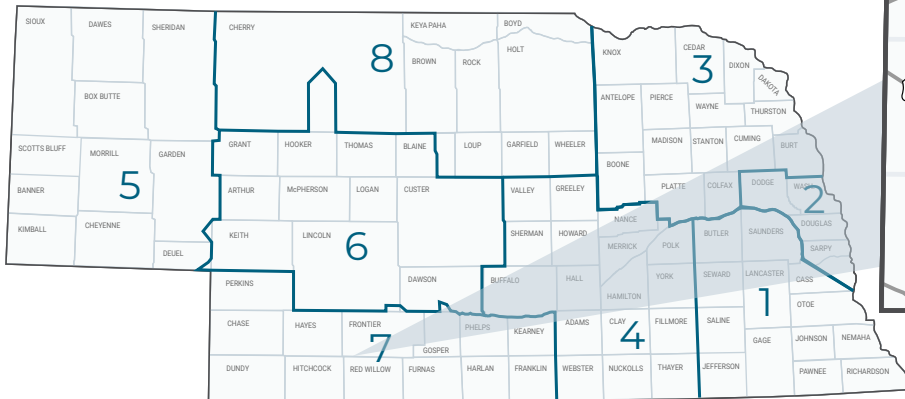 SIOUX
DAWES
SHERIDAN
CHERRY
KEYA PAHA
BOYD
HOLT
BROWN
ROCK
8
KNOX
CEDAR
3
DIXON
DAKOTA
BOX BUTTE
ANTELOPE
PIERCE
WAYNE
THURSTON
SCOTTS BLUFF
MORRILL
GARDEN
GRANT
HOOKER
THOMAS
BLAINE
LOUP
GARFIELD
WHEELER
BOONE
MADISON
STANTON
CUMING
BURT
BANNER
5
ARTHUR
McPHERSON
LOGAN
CUSTER
VALLEY
GREELEY
PLATTE
COLFAX
DODGE
2
KIMBALL
CHEYENNE
DEUEL
KEITH
LINCOLN
6
SHERMAN
HOWARD
NANCE
MERRICK
POLK
BUTLER
SAUNDERS
DOUGLAS
SARPY
PERKINS
DAWSON
BUFFALO
HALL
HAMILTON
YORK
SEWARD
LANCASTER
CASS
1
OTOE
CHASE
HAYES
FRONTIER
7
GOSPER
PHELPS
KEARNEY
ADAMS
CLAY
4
FILLMORE
SALINE
GAGE
JOHNSON
NEMAHA
DUNDY
HITCHCOCK
RED WILLOW
FURNAS
HARLAN
FRANKLIN
WEBSTER
NUCKOLLS
THAYER
JEFFERSON
PAWNEE
RICHARDSON